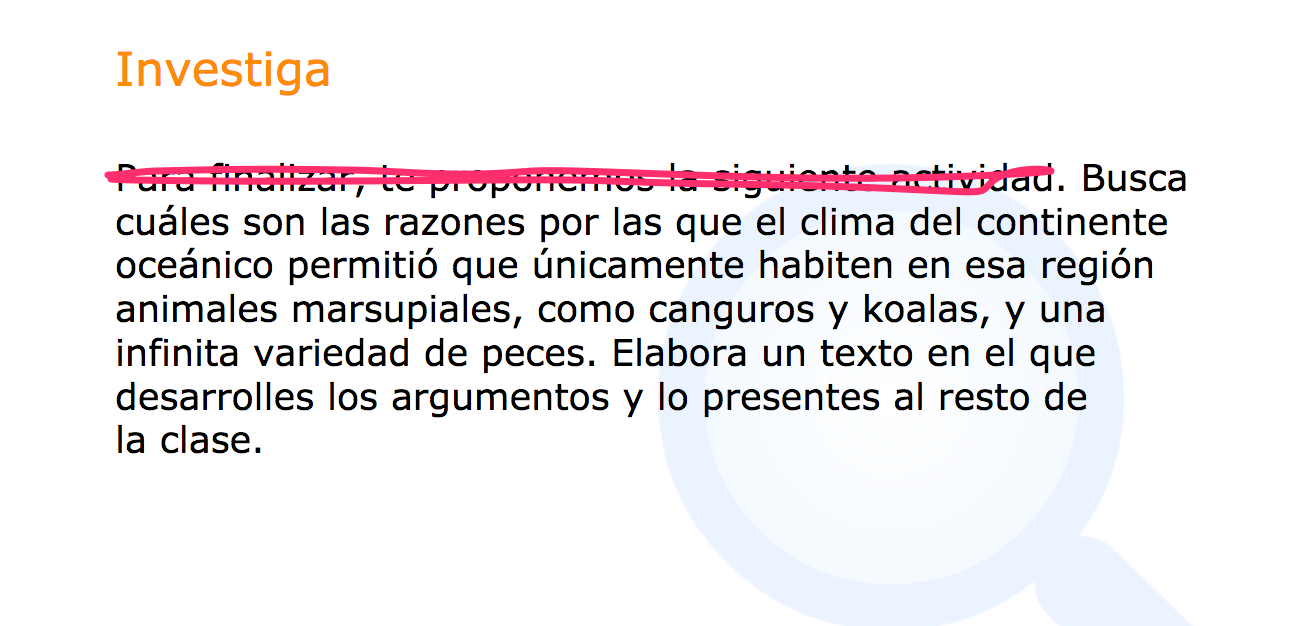 Investiga
Para finalizar, te proponemos la siguiente actividad. Busca
cuáles son las razones por las que el clima del continente
oceánico permitió que únicamente habiten en esa región
animales marsupiales, como canguros y koalas, y una
infinita variedad de peces. Elabora un texto en el que
desarrolles los argumentos y lo presentes al resto de
la clase.